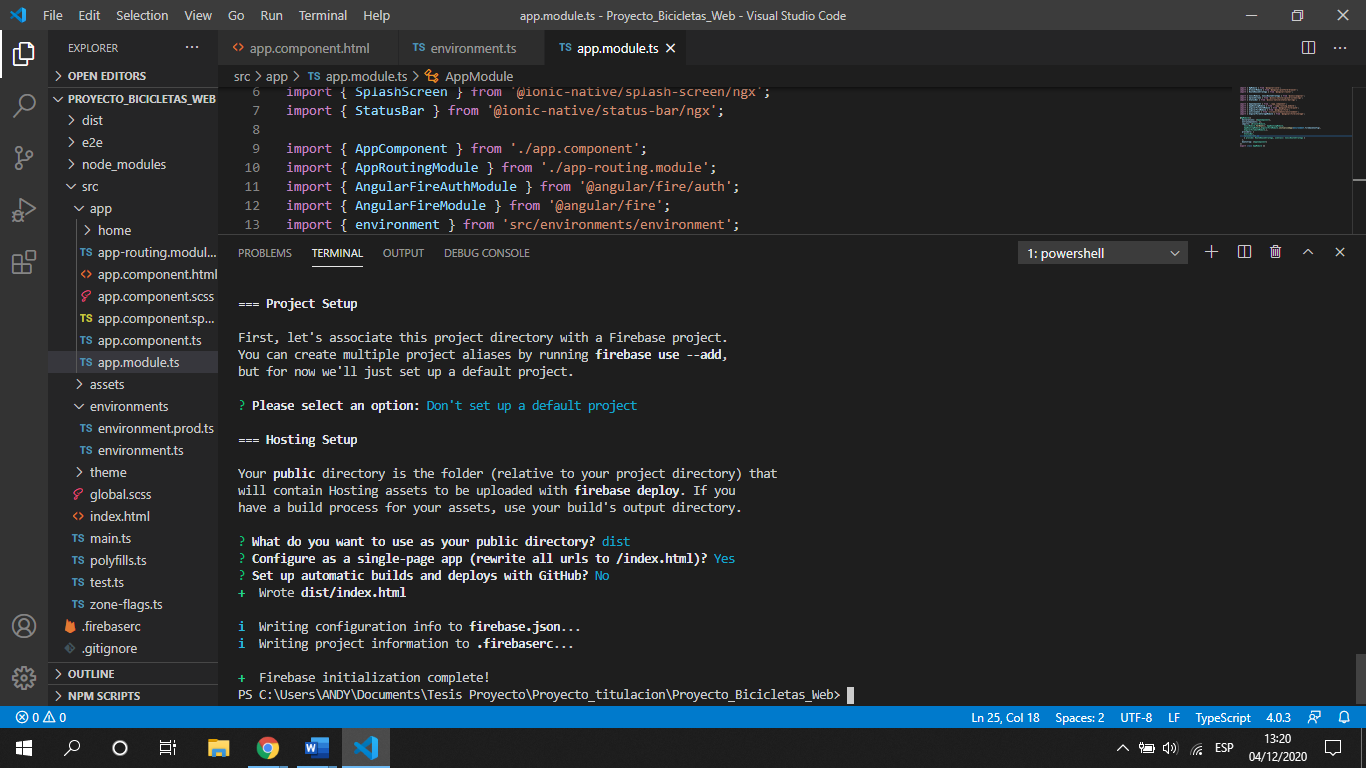 File Edit Selection View Go Run Terminal Help
app.module.ts - Proyecto_Bicicletas_Web - Visual Studio Code
EXPLORER
OPEN EDITORS
PROYECTO_BICICLETAS_WEB
dist
e2e
node_modules
src
app
home
TS app-routing.modul...
<> app.component.html
app.component.scss
TS app.component.sp...
TS app.component.ts
TS app.module.ts
assets
environments
TS environment.prod.ts
TS environment.ts
theme
global.scss
<> index.html
TS main.ts
TS polyfills.ts
TS test.ts
TS zone-flags.ts
.firebaserc
.gitignore
OUTLINE
NPM SCRIPTS
<> app.component.html TS environment.ts TS app.module.ts
src > app > TS app.module.ts > AppModule
6 import { SplashScreen } from '@ionic-native/splash-screen/ngx';
7 import { StatusBar } from '@ionic-native/status-bar/ngx';
8
9 import { AppComponent } from './app.component';
10 import { AppRoutingModule } from './app-routing.module';
11 import { AngularFireAuthModule } from '@angular/fire/auth';
12 import { AngularFireModule } from '@angular/fire';
13 import { environment } from 'src/environments/environment';
PROBLEMS TERMINAL OUTPUT DEBUG CONSOLE 1: powershell
=== Project Setup
First, let's associate this project directory with a Firebase project.
You can create multiple project aliases by running firebase use --add,
but for now we'll just set up a default project.
? Please select an option: Don't set up a default project
=== Hosting Setup
Your public directory is the folder (relative to your project directory) that
will contain Hosting assets to be uploaded with firebase deploy. If you
have a build process for your assets, use your build's output directory.
? What do you want to use as your public directory? dist
? Configure as a single-page app (rewrite all urls to /index.html)? Yes
? Set up automatic builds and deploys with GitHub? No
+ Wrote dist/index.html
i Writing configuration info to firebase.json...
i Writing project information to .firebaserc...
+ Firebase initialization complete!
PS C:\Users\ANDY\Documents\Tesis Proyecto\Proyecto_titulacion\Proyecto_Bicicletas_Web>
0 0 Ln 25, Col 18 Spaces: 2 UTF-8 LF TypeScript 4.0.3
ESP
13:20
04/12/2020